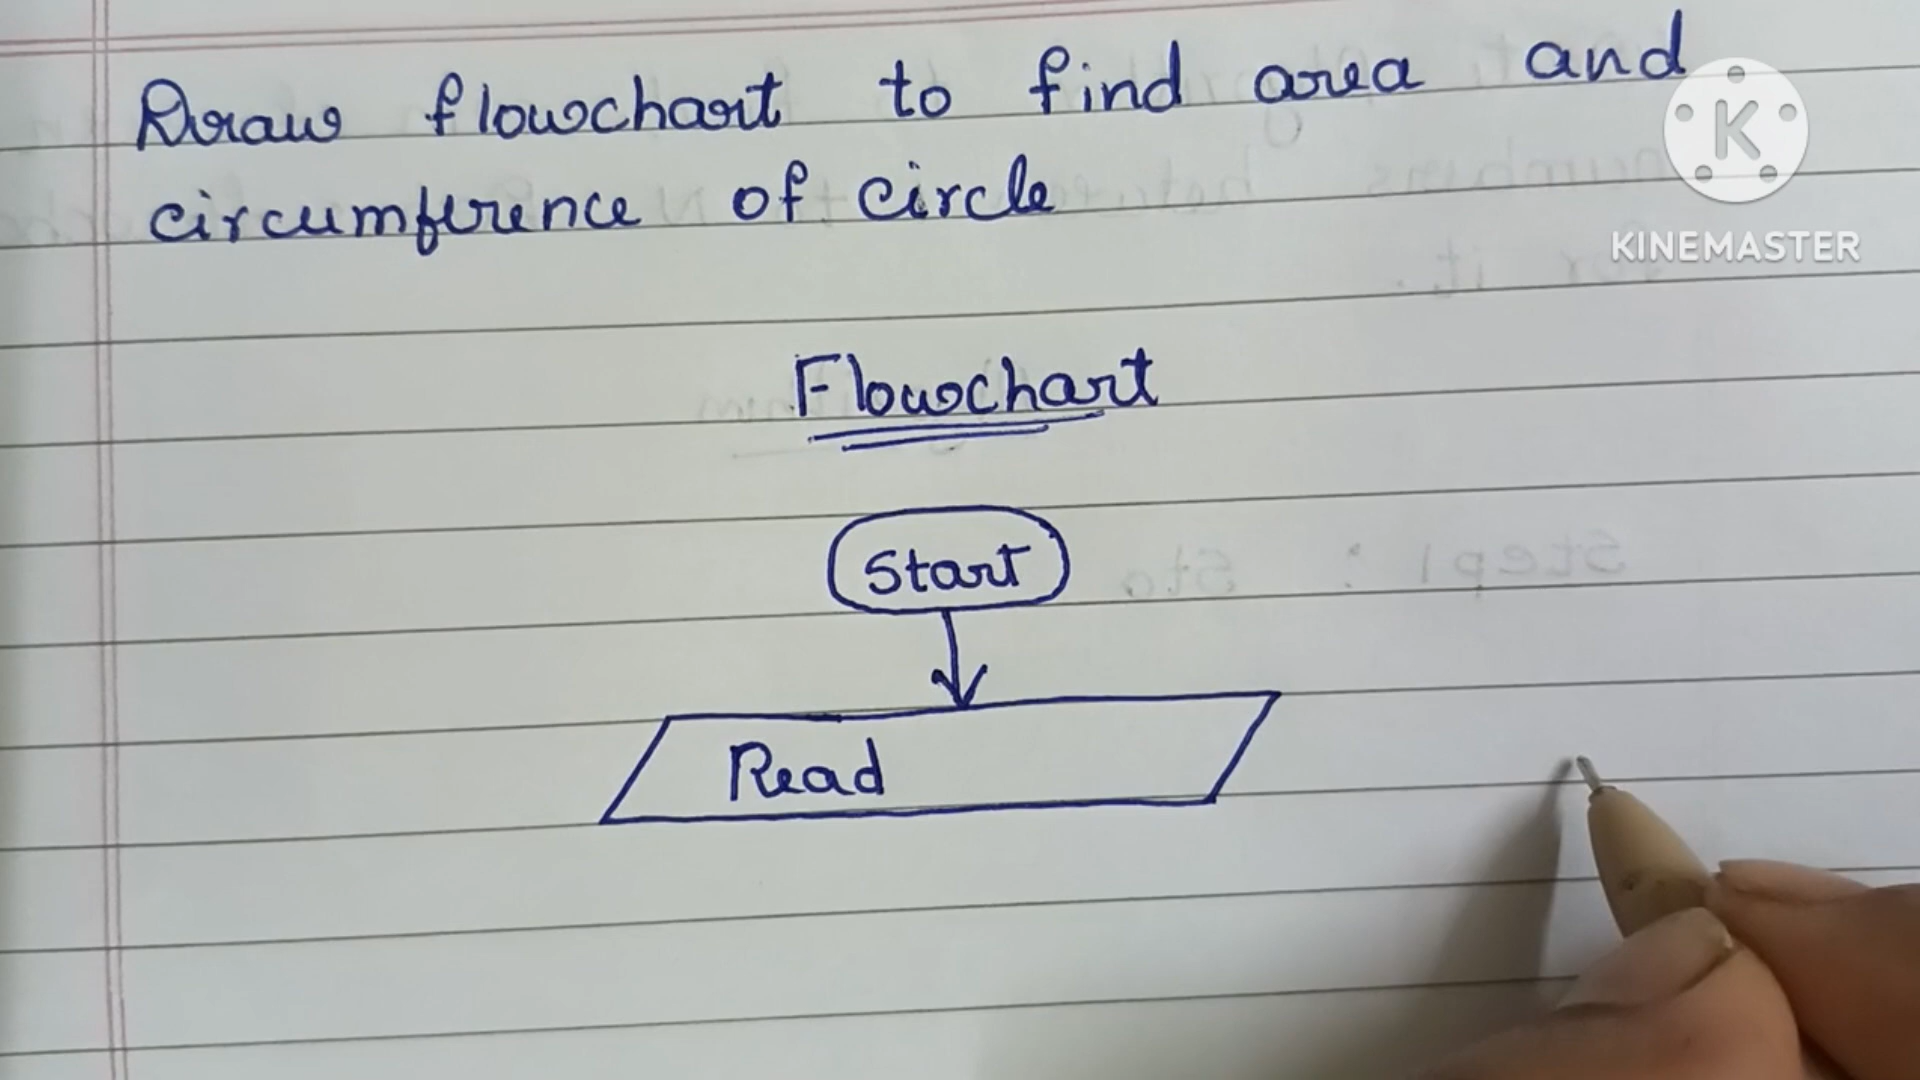 Draw flowchart to find area and
circumference of circle
K
KINEMASTER
Flowchart
Start
Read